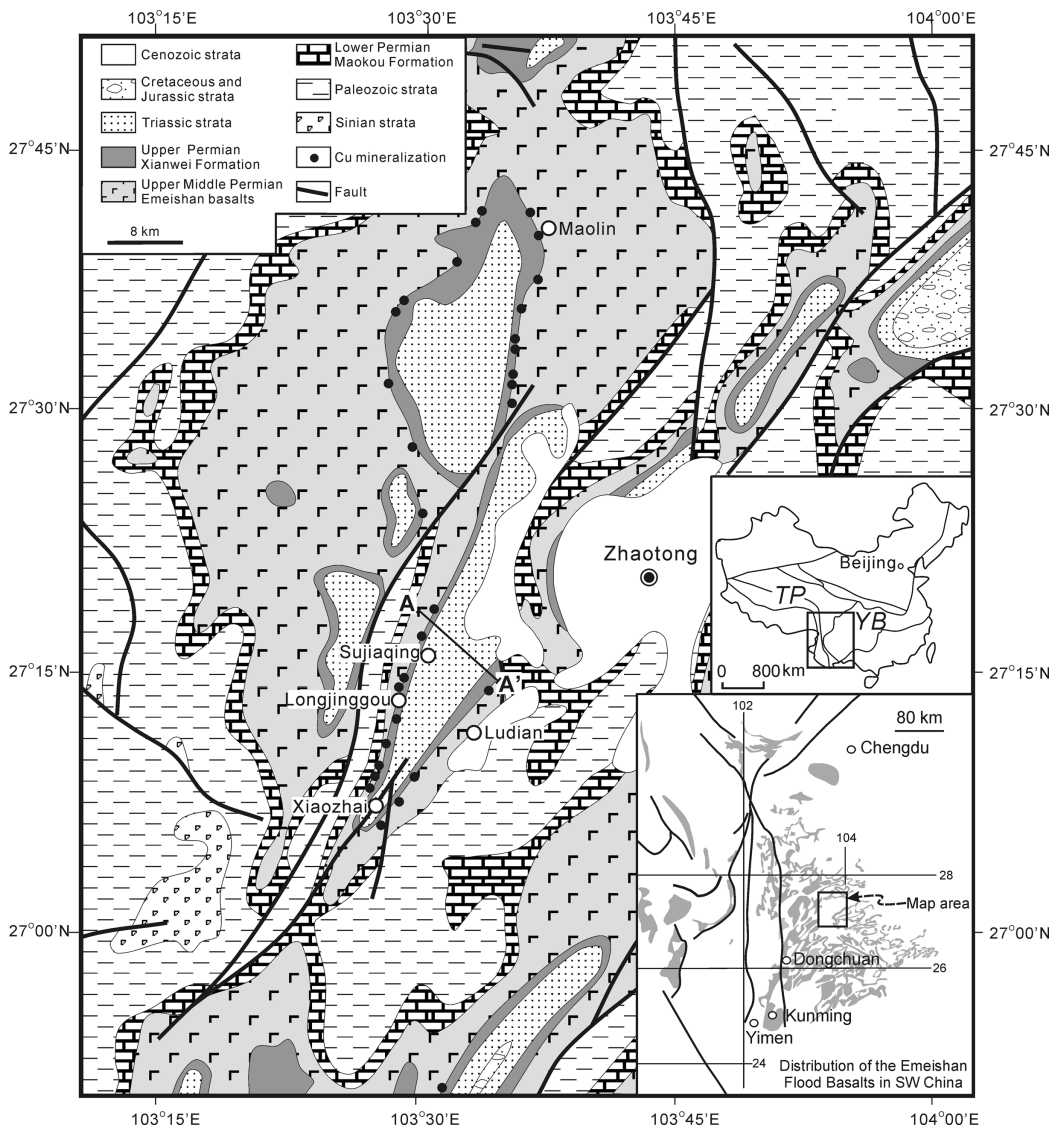 103°15'E
103°30'E
103°45'E
104°00'E
Cenozoic strata
Cretaceous and
Jurassic strata
Triassic strata
Upper Permian
Xianwei Formation
Upper Middle Permian
Emeishan basalts
8 km
Lower Permian
Maokou Formation
Paleozoic strata
Sinian strata
Cu mineralization
Fault
27°45'N
27°45'N
Maolin
27°30'N
27°30'N
Zhaotong
Beijing
TP
YB
0
800km
A
Sujiaqing
27°15'N
27°15'N
A'
Longjinggou
Ludian
Xiaozhai
102
80 km
Chengdu
104
28
Map area
27°00'N
27°00'N
Dongchuan
26
Kunming
Yimen
24
Distribution of the Emeishan
Flood Basalts in SW China
103°15'E
103°30'E
103°45'E
104°00'E